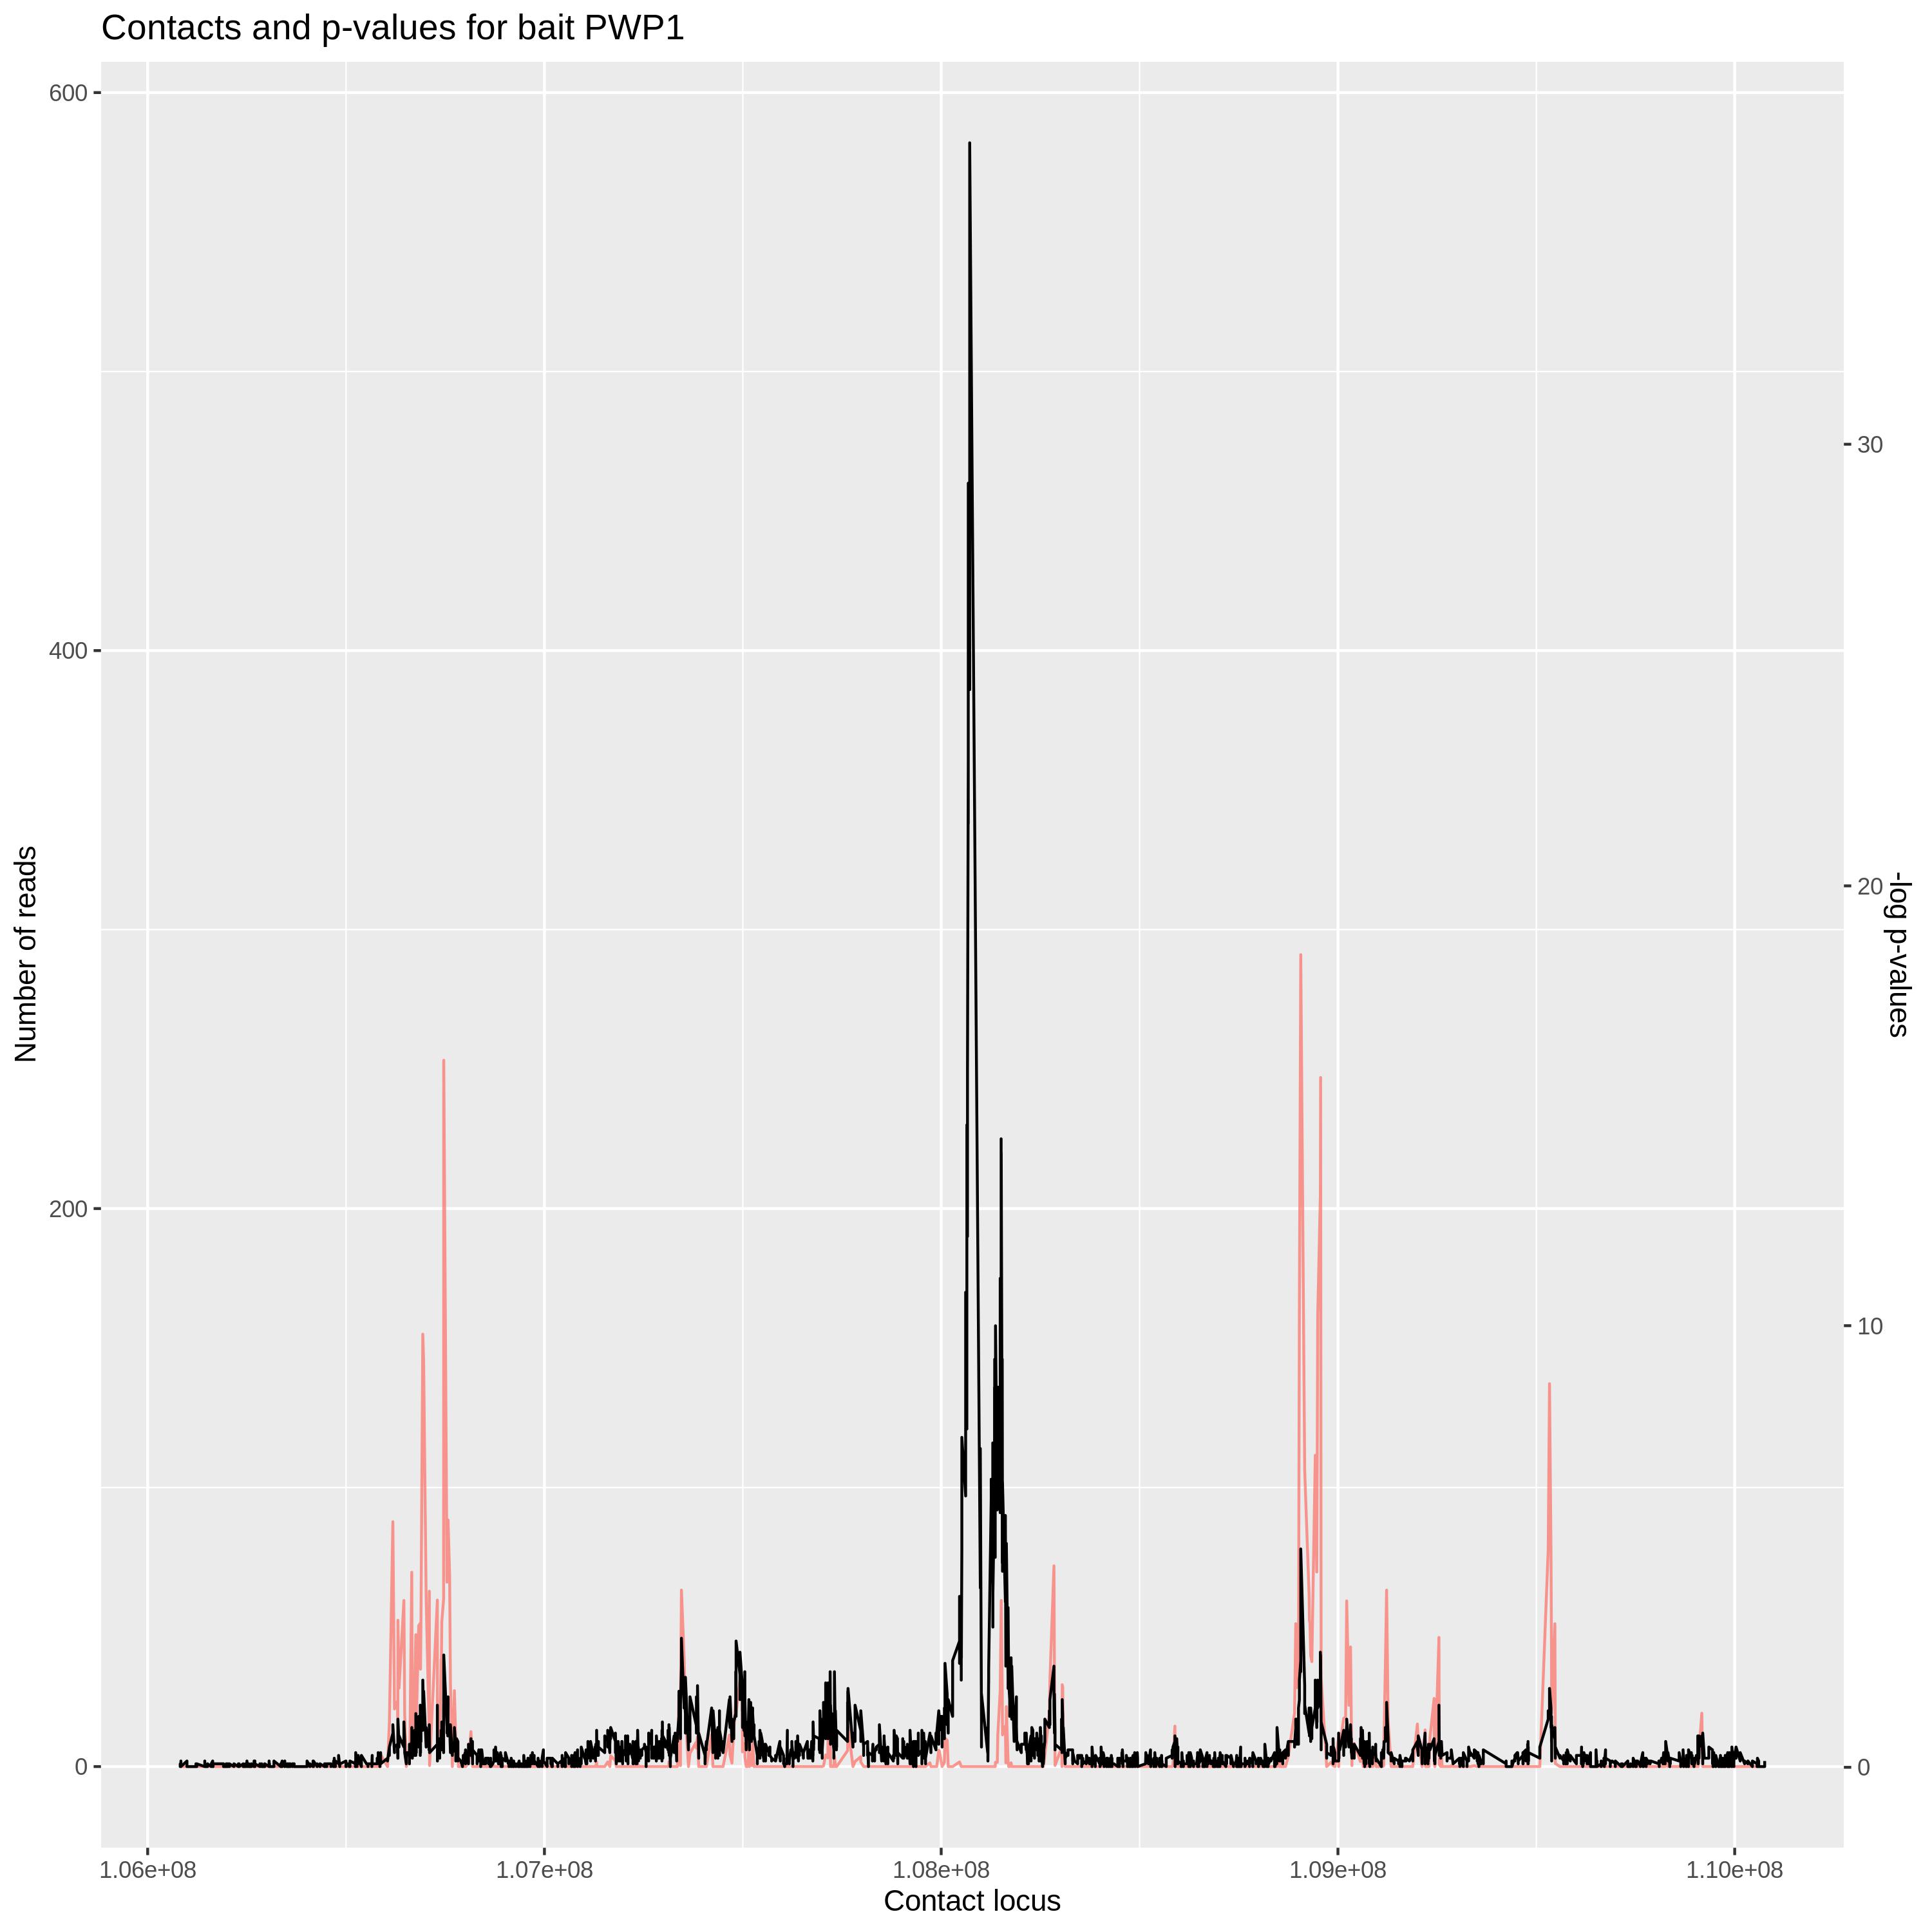 Contacts and p-values for bait PWP1
600
400
200
0
Number of reads
30
20
10
0
-log p-values
1.06e+08
1.07e+08
1.08e+08
1.09e+08
1.10e+08
Contact locus